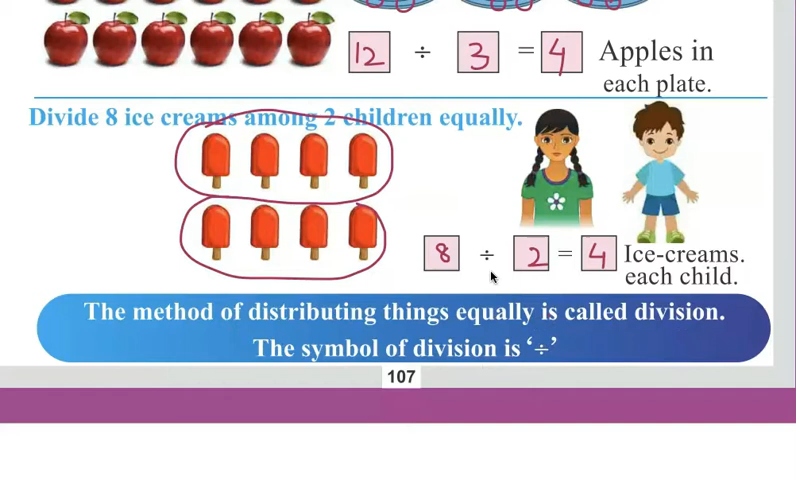 12 ÷ 3 = 4 Apples in
each plate.
Divide 8 ice creams among 2 children equally.
8 ÷ 2 = 4 Ice-creams.
each child.
The method of distributing things equally is called division.
The symbol of division is ‘÷’
107